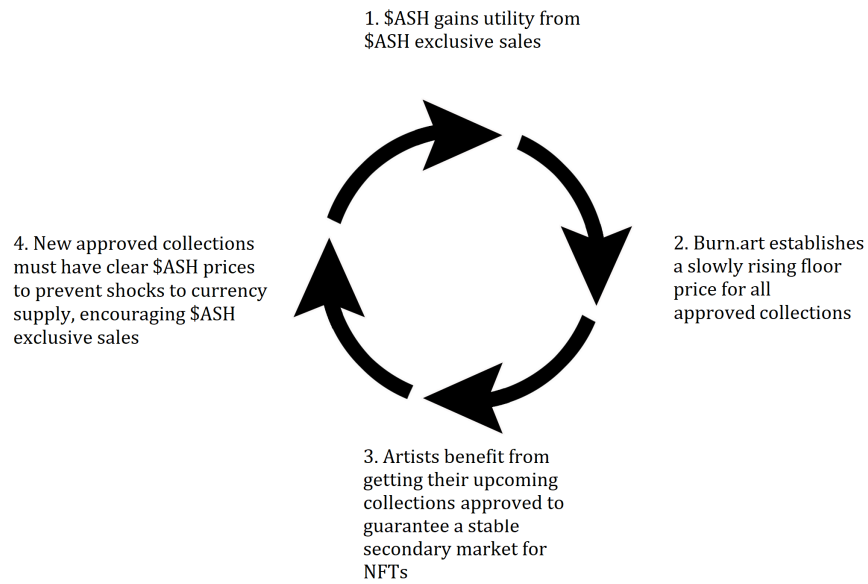 1. $ASH gains utility from
$ASH exclusive sales
2. Burn.art establishes
a slowly rising floor
price for all
approved collections
3. Artists benefit from
getting their upcoming
collections approved to
guarantee a stable
secondary market for
NFTs
4. New approved collections
must have clear $ASH prices
to prevent shocks to currency
supply, encouraging $ASH
exclusive sales